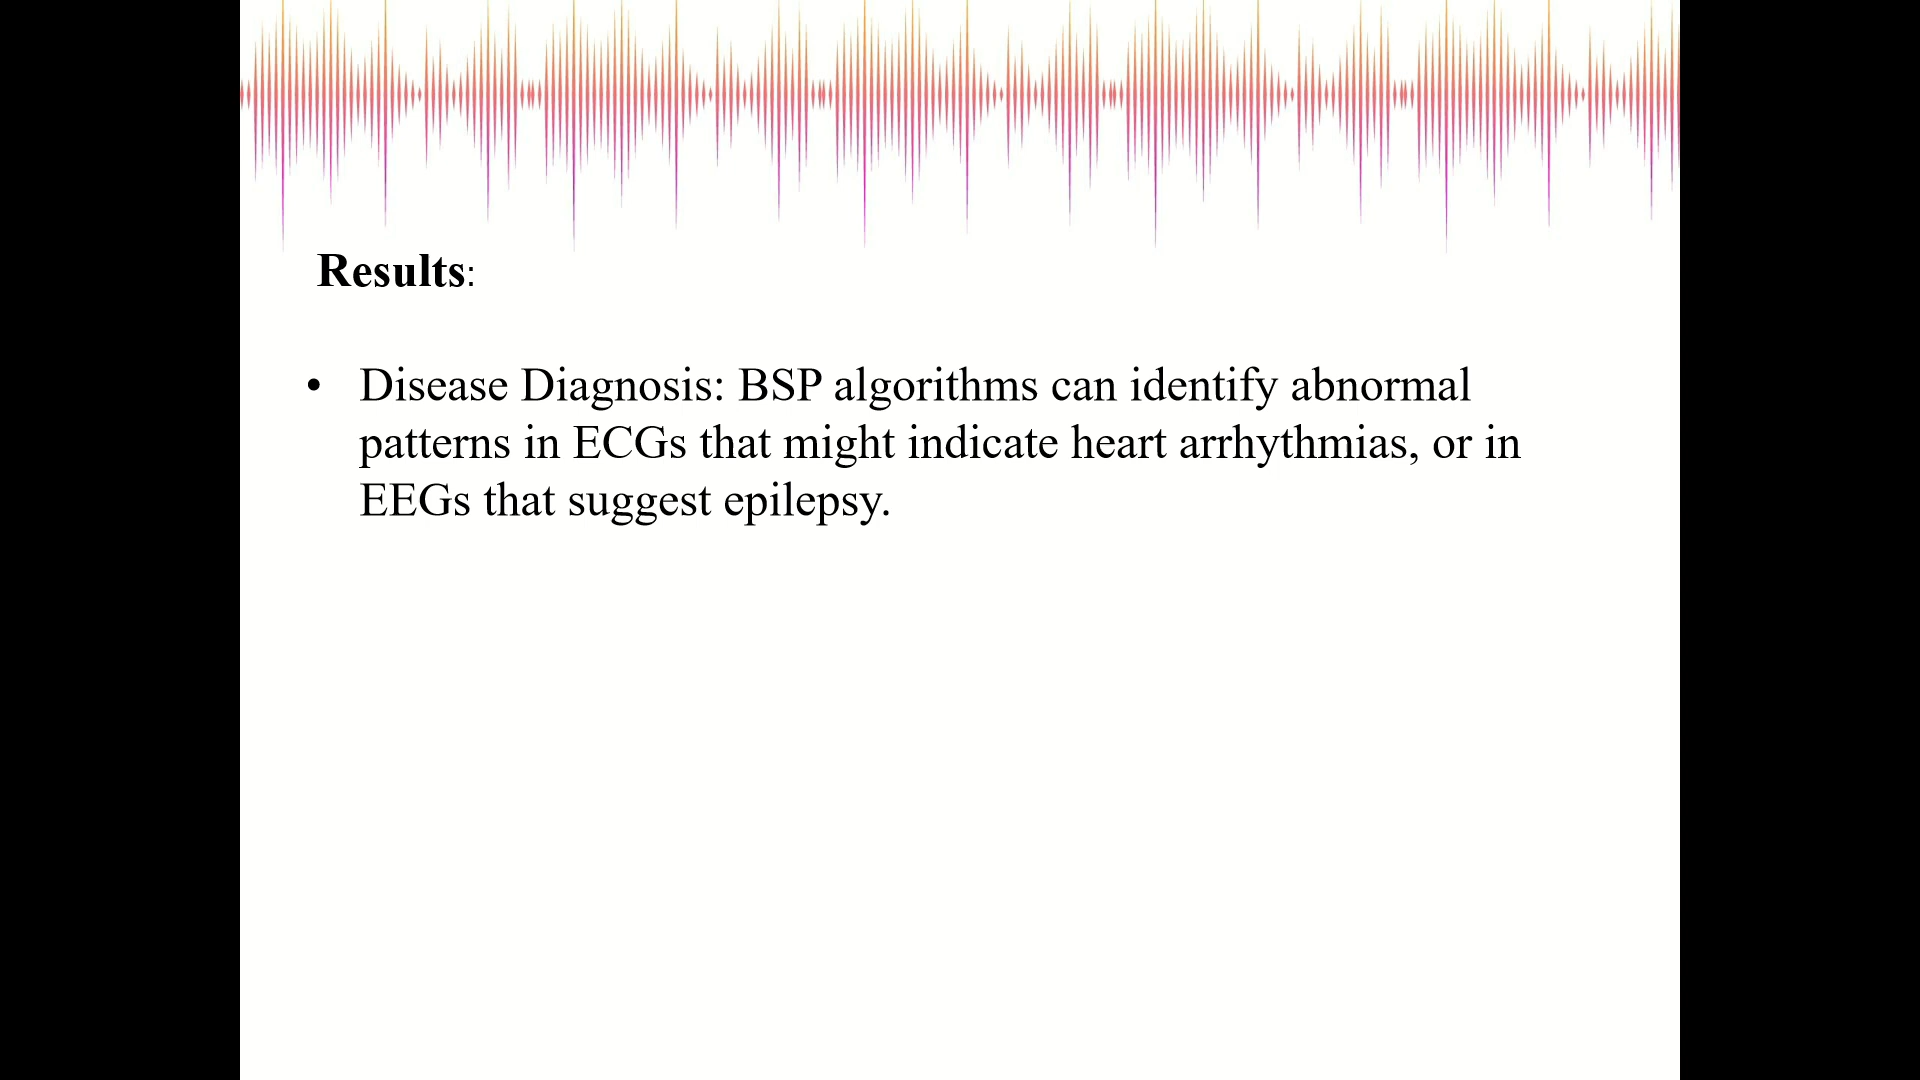 Results:
• Disease Diagnosis: BSP algorithms can identify abnormal
patterns in ECGs that might indicate heart arrhythmias, or in
EEGs that suggest epilepsy.